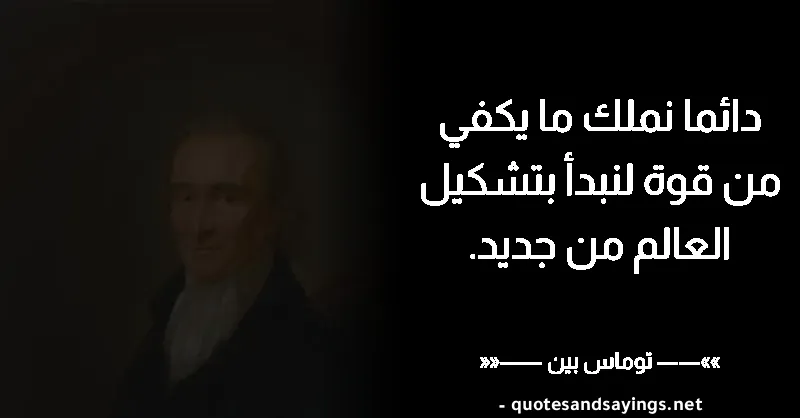 دائما نملك ما يكفي
من قوة لنبدأ بتشكيل
العالم من جديد.
»»—— توماس بين ——««
- quotesandsayings.net